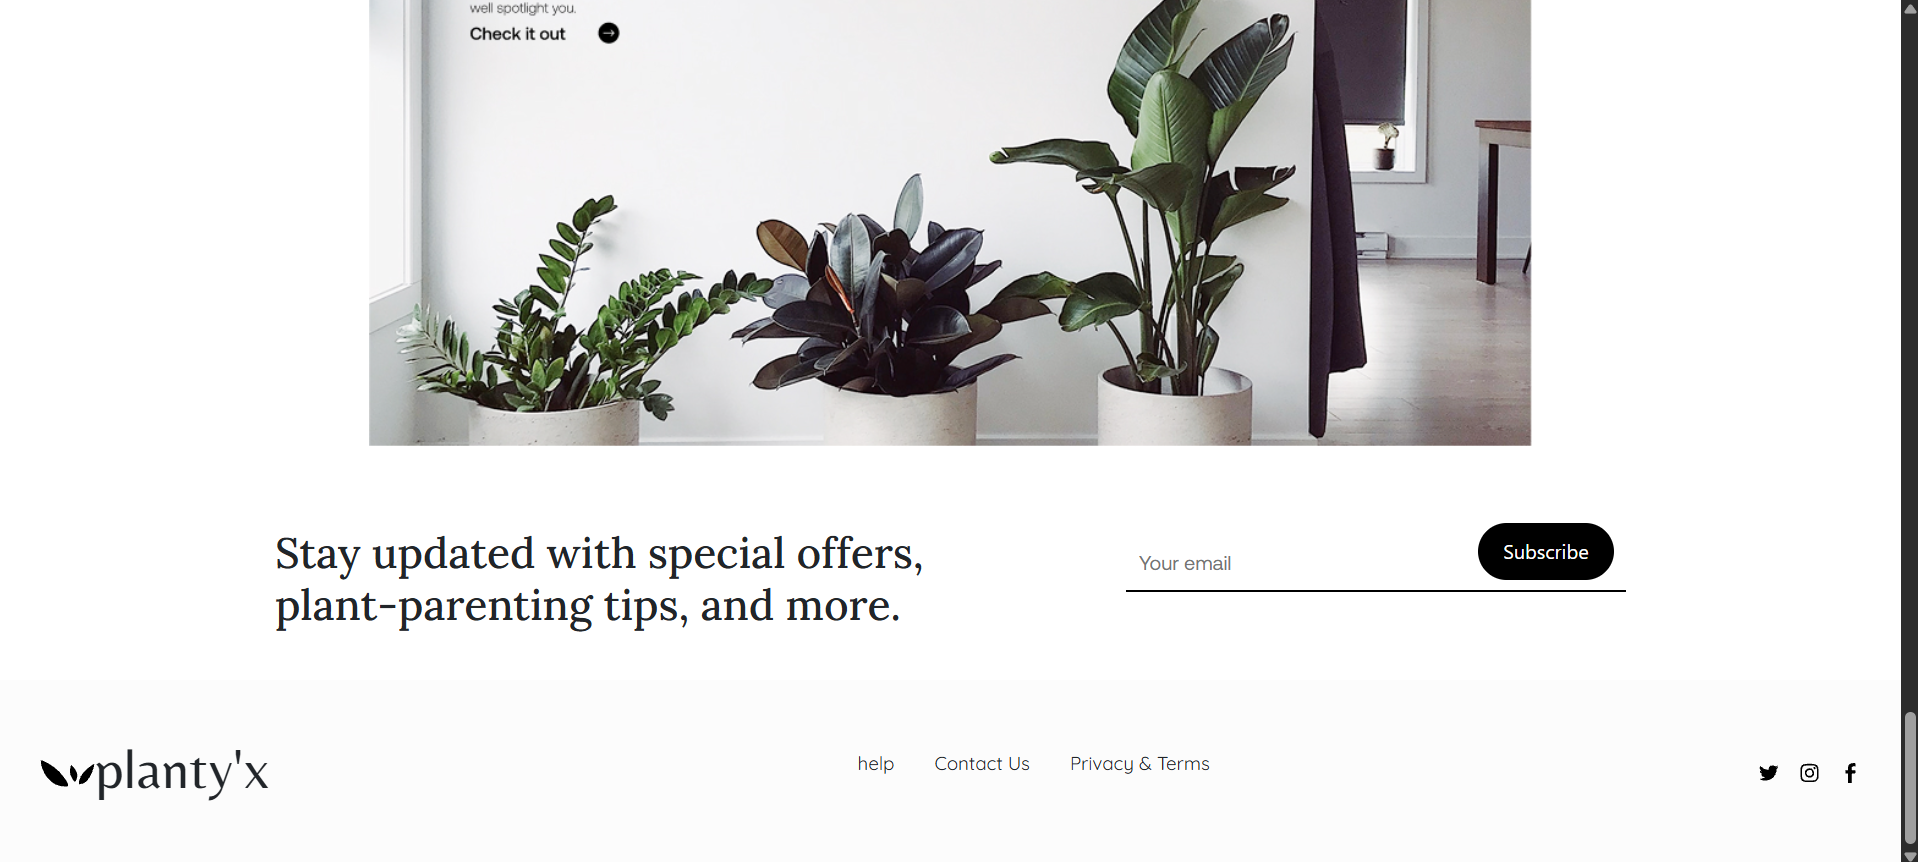 well spotlight you.
Check it out
Stay updated with special offers,
plant-parenting tips, and more.
Your email
Subscribe
planty'x
help
Contact Us
Privacy & Terms